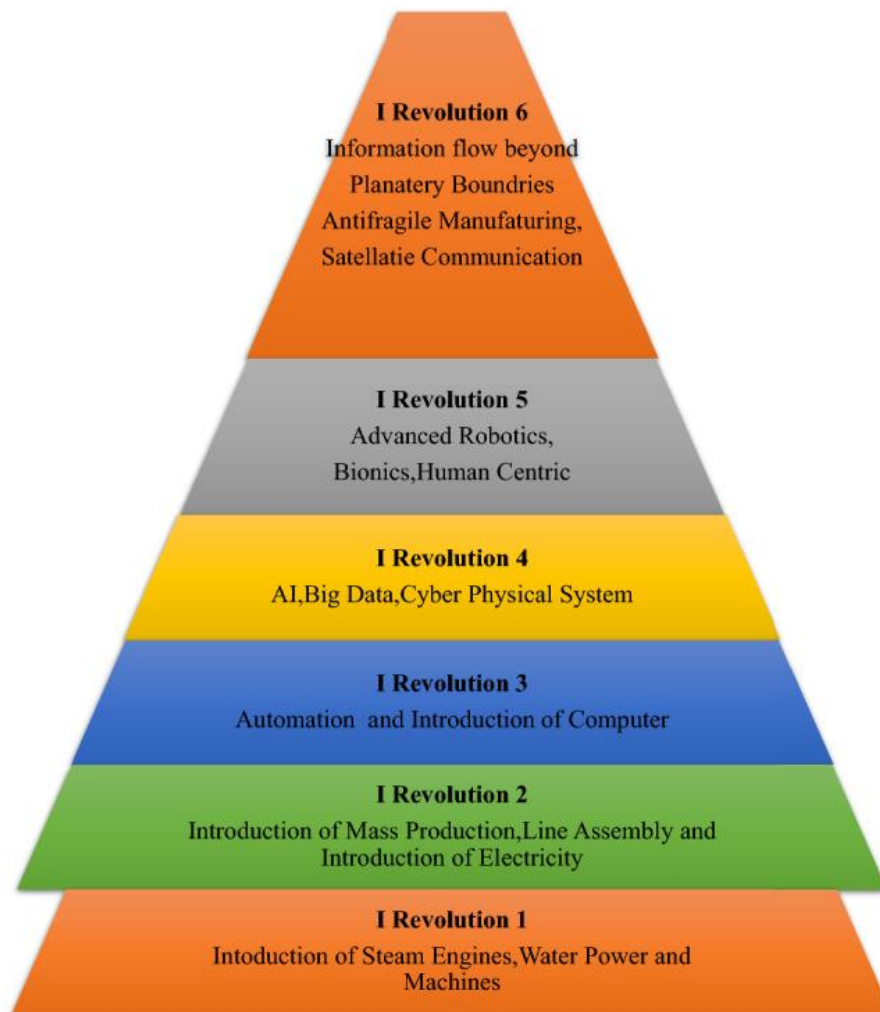 I Revolution 6
Information flow beyond
Planatery Boundries
Antifragile Manufaturing,
Satellatie Communication
I Revolution 5
Advanced Robotics,
Bionics,Human Centric
I Revolution 4
AI,Big Data,Cyber Physical System
I Revolution 3
Automation  and Introduction of Computer
I Revolution 2
Introduction of Mass Production,Line Assembly and
Introduction of Electricity
I Revolution 1
Intoduction of Steam Engines,Water Power and
Machines